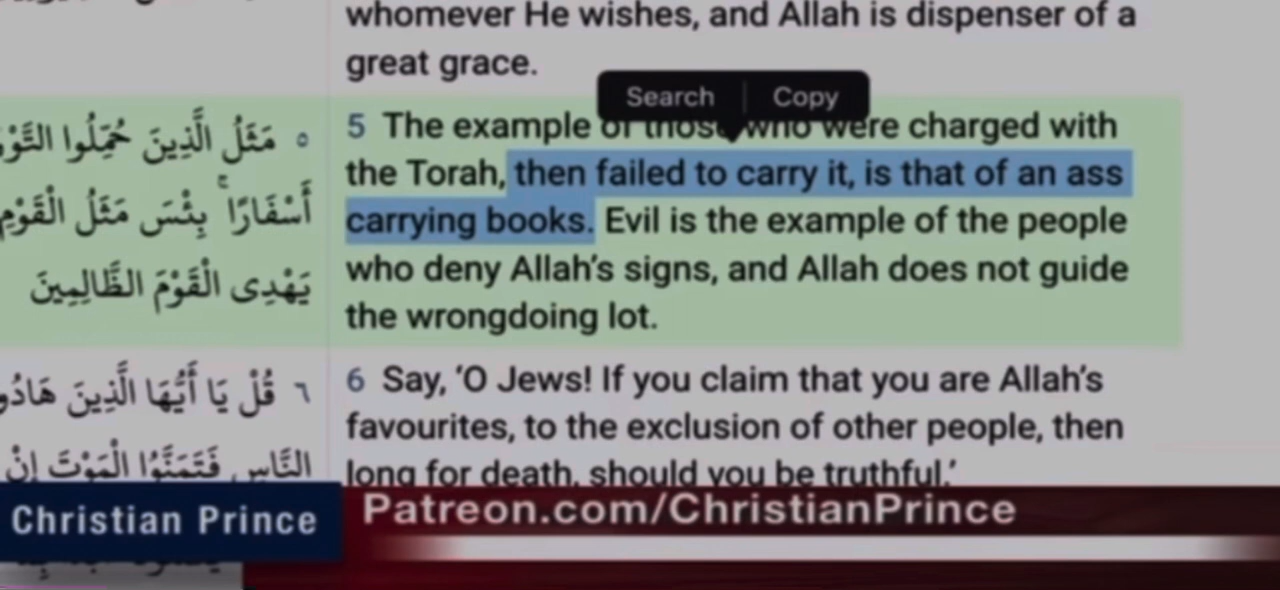 whomever He wishes, and Allah is dispenser of a
great grace.
Search | Copy
5 The example of those who were charged with
the Torah, then failed to carry it, is that of an ass
carrying books. Evil is the example of the people
who deny Allah's signs, and Allah does not guide
the wrongdoing lot.
٥ مَثَلُ الَّذِينَ حُمِّلُوا
أَسْفَارًا ۚ بِئْسَ مَثَلُ الْقَوْمِ
يَهْدِى الْقَوْمَ الظَّالِمِينَ
6 Say, ‘O Jews! If you claim that you are Allah's
favourites, to the exclusion of other people, then
long for death, should you be truthful.’
٦ قُلْ يَا أَيُّهَا الَّذِينَ
النَّاسِ فَتَمَنَّوُا الْمَوْتَ إِنْ
Christian Prince
Patreon.com/ChristianPrince